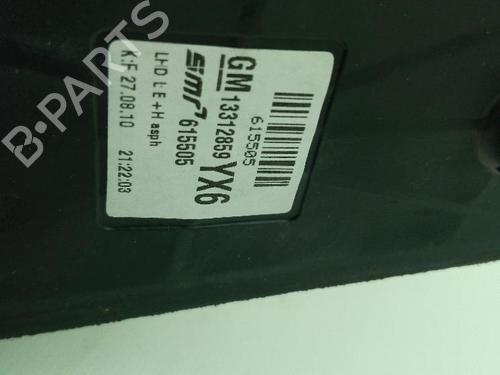 B-PARTS
GM 13312859 YX6
615505
smr 615505
LHD L E+H asph
K:F 27.08.10 21:22:03